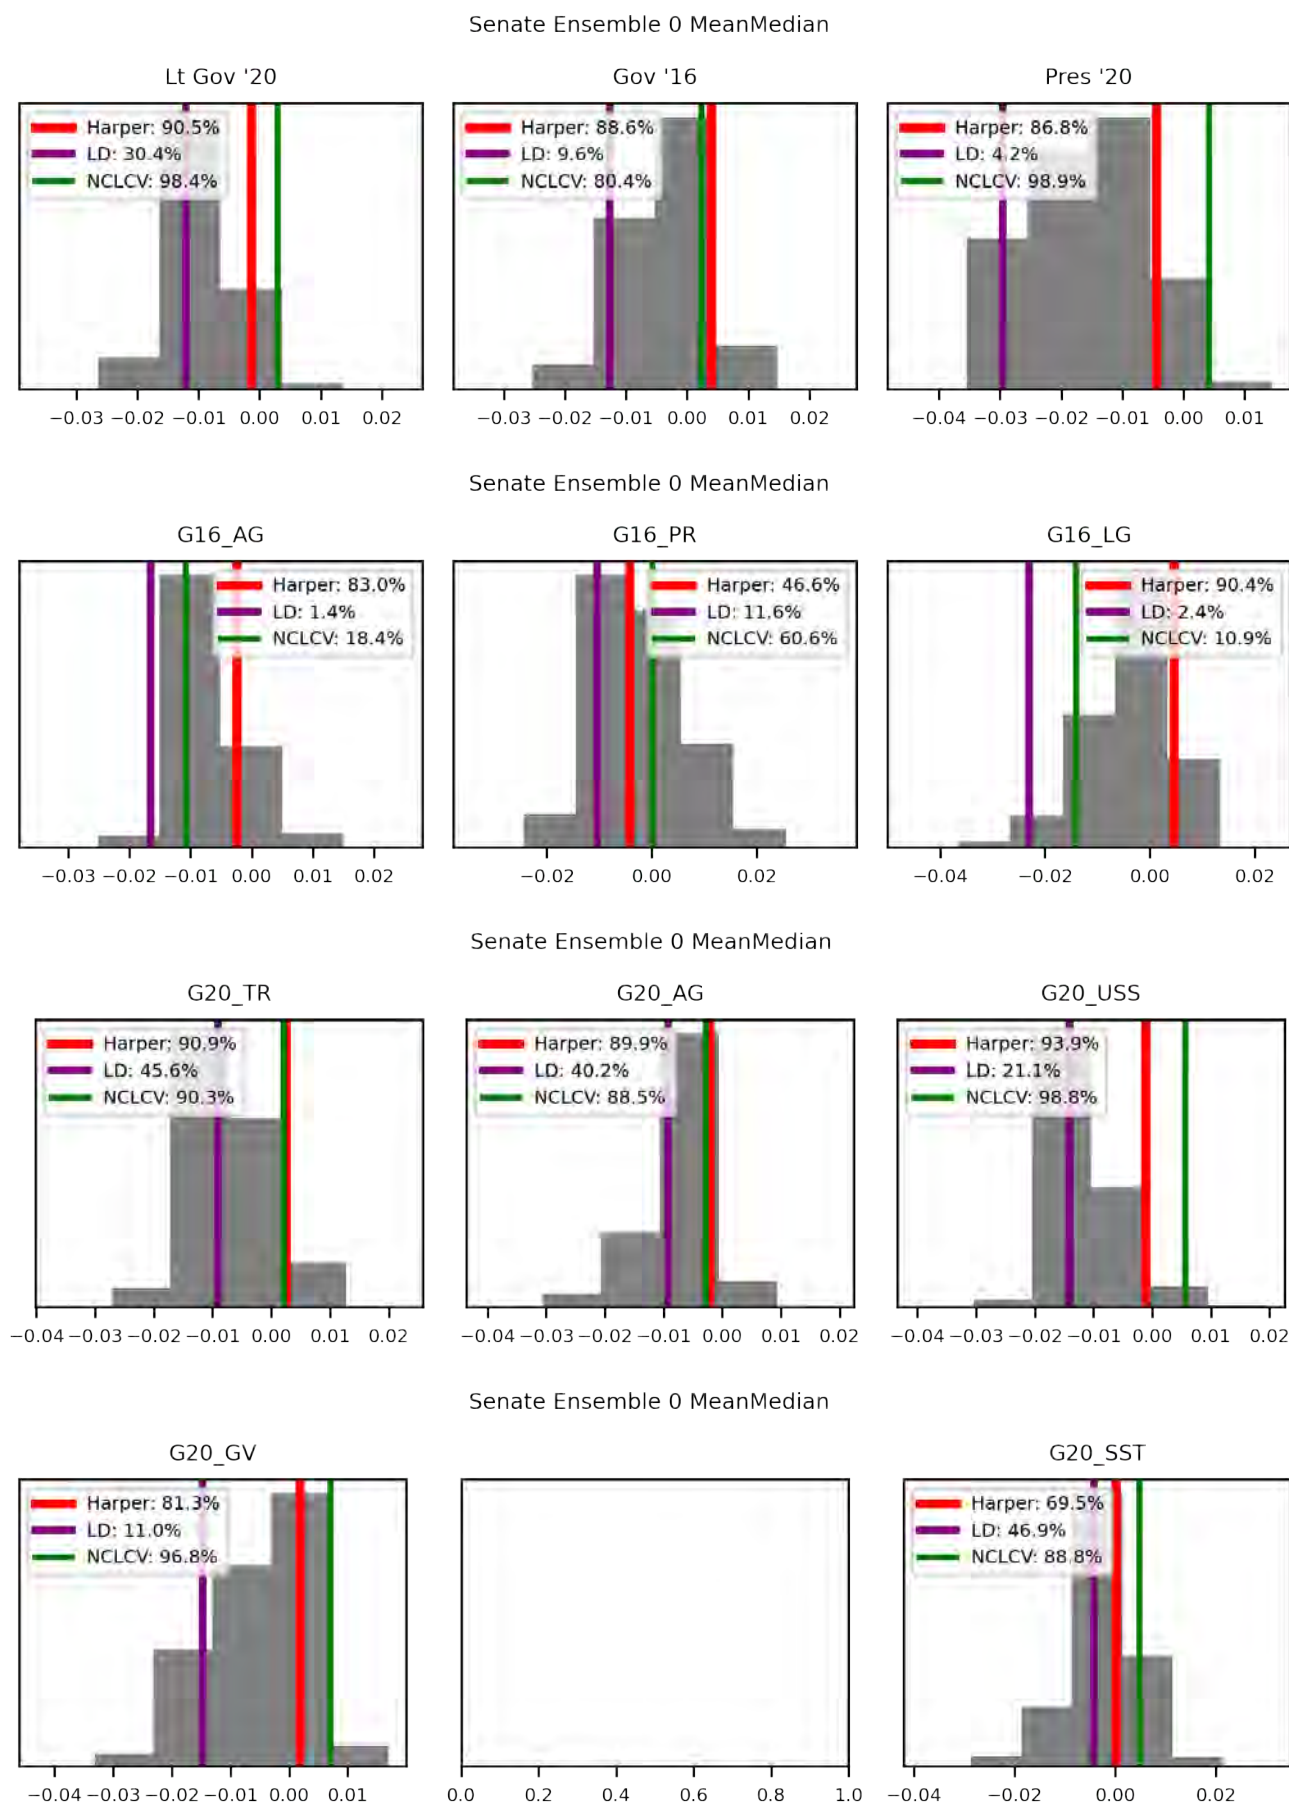 Senate Ensemble 0 MeanMedian
Lt Gov '20 Gov '16 Pres '20
Harper: 90.5% Harper: 88.6% Harper: 86.8%
LD: 30.4% LD: 9.6% LD: 4.2%
NCLCV: 98.4% NCLCV: 80.4% NCLCV: 98.9%
−0.03 −0.02 −0.01 0.00 0.01 0.02 −0.03 −0.02 −0.01 0.00 0.01 0.02 −0.04 −0.03 −0.02 −0.01 0.00 0.01
Senate Ensemble 0 MeanMedian
G16_AG G16_PR G16_LG
Harper: 83.0% Harper: 46.6% Harper: 90.4%
LD: 1.4% LD: 11.6% LD: 2.4%
NCLCV: 18.4% NCLCV: 60.6% NCLCV: 10.9%
−0.03 −0.02 −0.01 0.00 0.01 0.02 −0.02 0.00 0.02 −0.04 −0.02 0.00 0.02
Senate Ensemble 0 MeanMedian
G20_TR G20_AG G20_USS
Harper: 90.9% Harper: 89.9% Harper: 93.9%
LD: 45.6% LD: 40.2% LD: 21.1%
NCLCV: 90.3% NCLCV: 88.5% NCLCV: 98.8%
−0.04 −0.03 −0.02 −0.01 0.00 0.01 0.02 −0.04 −0.03 −0.02 −0.01 0.00 0.01 0.02 −0.04 −0.03 −0.02 −0.01 0.00 0.01 0.02
Senate Ensemble 0 MeanMedian
G20_GV G20_SST
Harper: 81.3% Harper: 69.5%
LD: 11.0% LD: 46.9%
NCLCV: 96.8% NCLCV: 88.8%
−0.04 −0.03 −0.02 −0.01 0.00 0.01 0.0 0.2 0.4 0.6 0.8 1.0 −0.04 −0.02 0.00 0.02